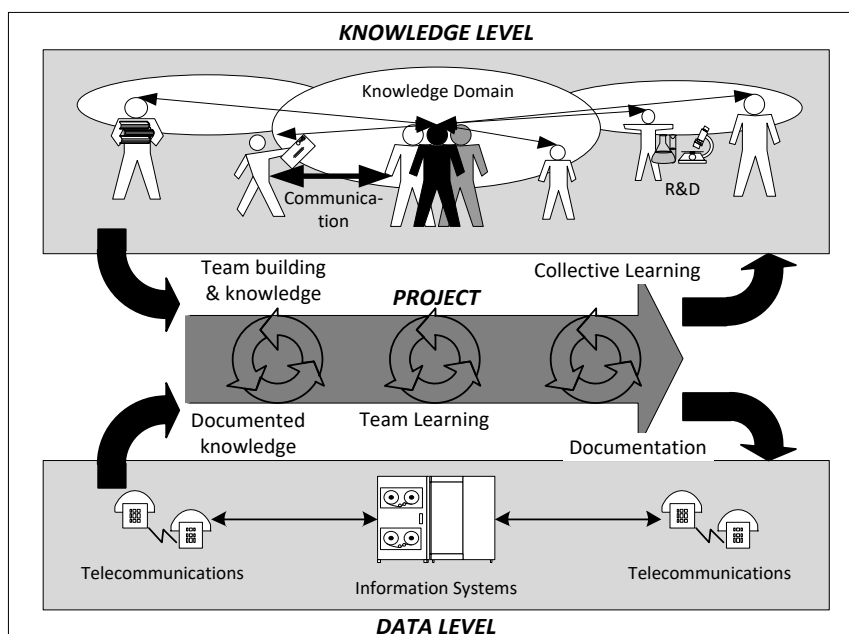 KNOWLEDGE LEVEL
Knowledge Domain
Communica-
tion
R&D
Team building
& knowledge
Collective Learning
PROJECT
Documented
knowledge
Team Learning
Documentation
Telecommunications
Information Systems
Telecommunications
DATA LEVEL